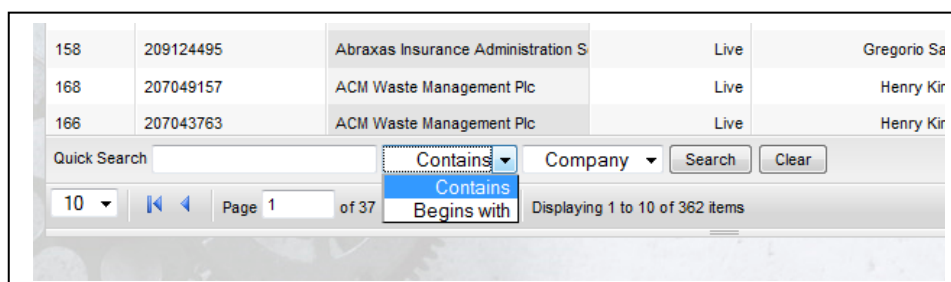 158 209124495 Abraxas Insurance Administration S Live Gregorio Sa
168 207049157 ACM Waste Management Plc Live Henry Kin
166 207043763 ACM Waste Management Plc Live Henry Kin
Quick Search Contains Company Search Clear
Contains
10 Page 1 of 37 Begins with Displaying 1 to 10 of 362 items